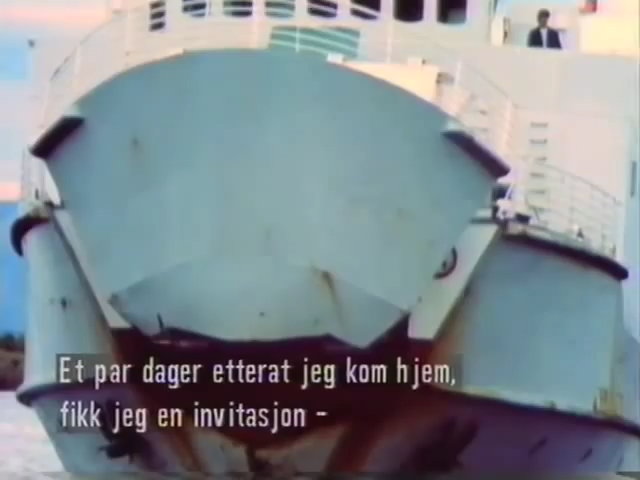 Et par dager etterat jeg kom hjem,
fikk jeg en invitasjon -